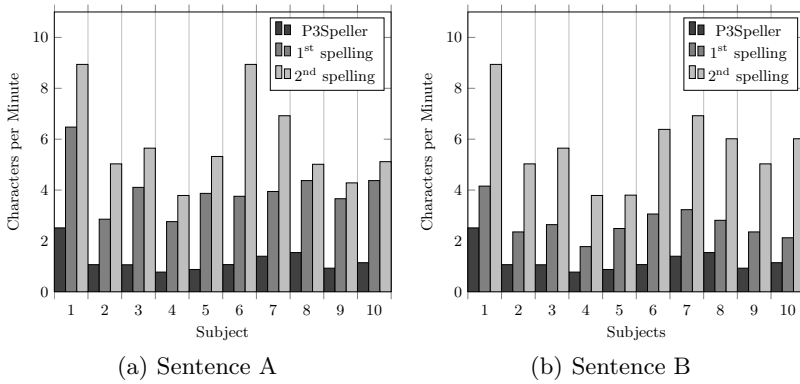 10
8
6
4
2
0
Characters per Minute
P3Speller
1st spelling
2nd spelling
1 2 3 4 5 6 7 8 9 10
Subject
(a) Sentence A
10
8
6
4
2
0
Characters per Minute
P3Speller
1st spelling
2nd spelling
1 2 3 4 5 6 7 8 9 10
Subjects
(b) Sentence B